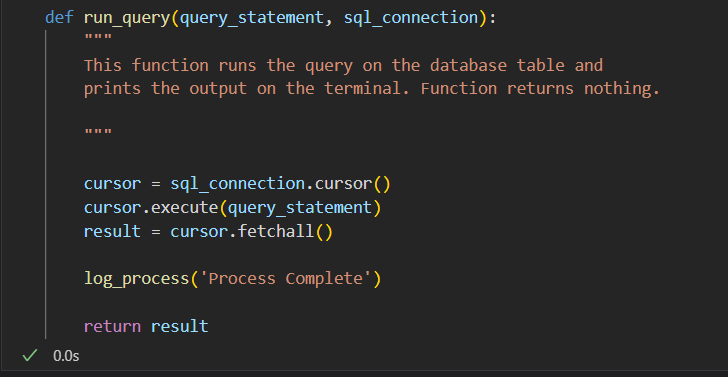 def run_query(query_statement, sql_connection):
"""
This function runs the query on the database table and
prints the output on the terminal. Function returns nothing.
"""
cursor = sql_connection.cursor()
cursor.execute(query_statement)
result = cursor.fetchall()
log_process('Process Complete')
return result
✓ 0.0s